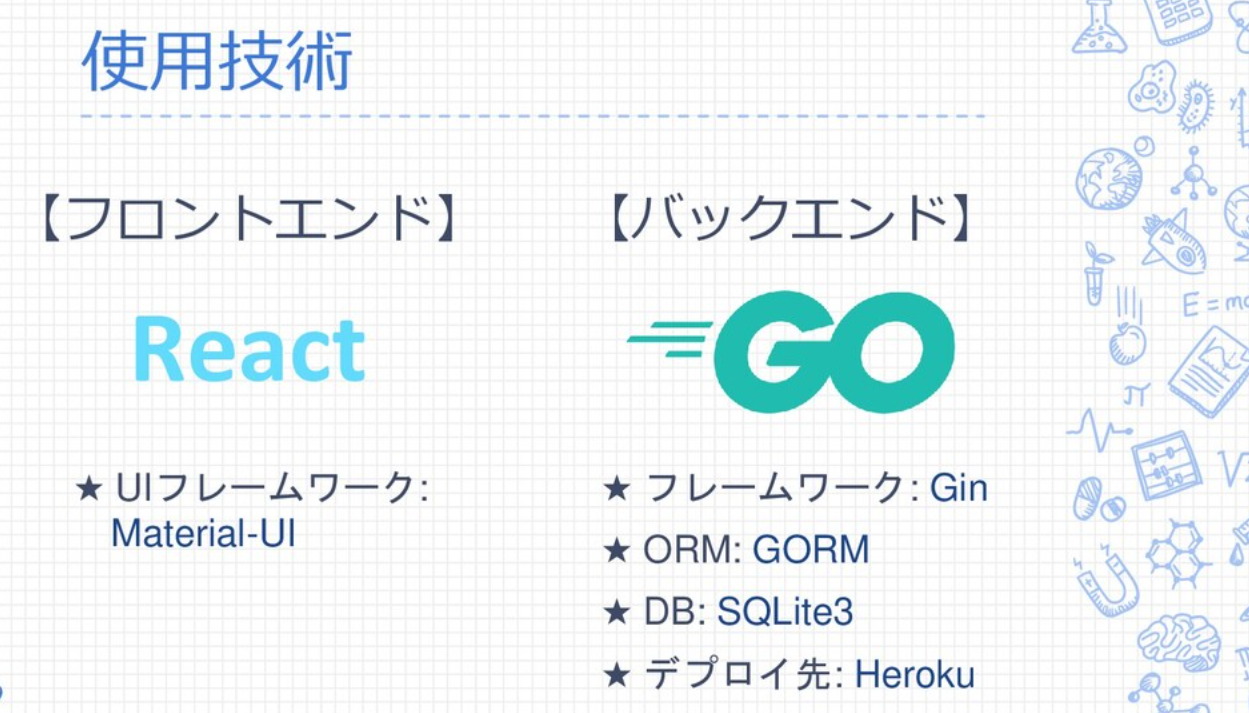 使用技術
【フロントエンド】
React
★ UIフレームワーク:
Material-UI
【バックエンド】
GO
★ フレームワーク: Gin
★ ORM: GORM
★ DB: SQLite3
★ デプロイ先: Heroku
E=mc
π